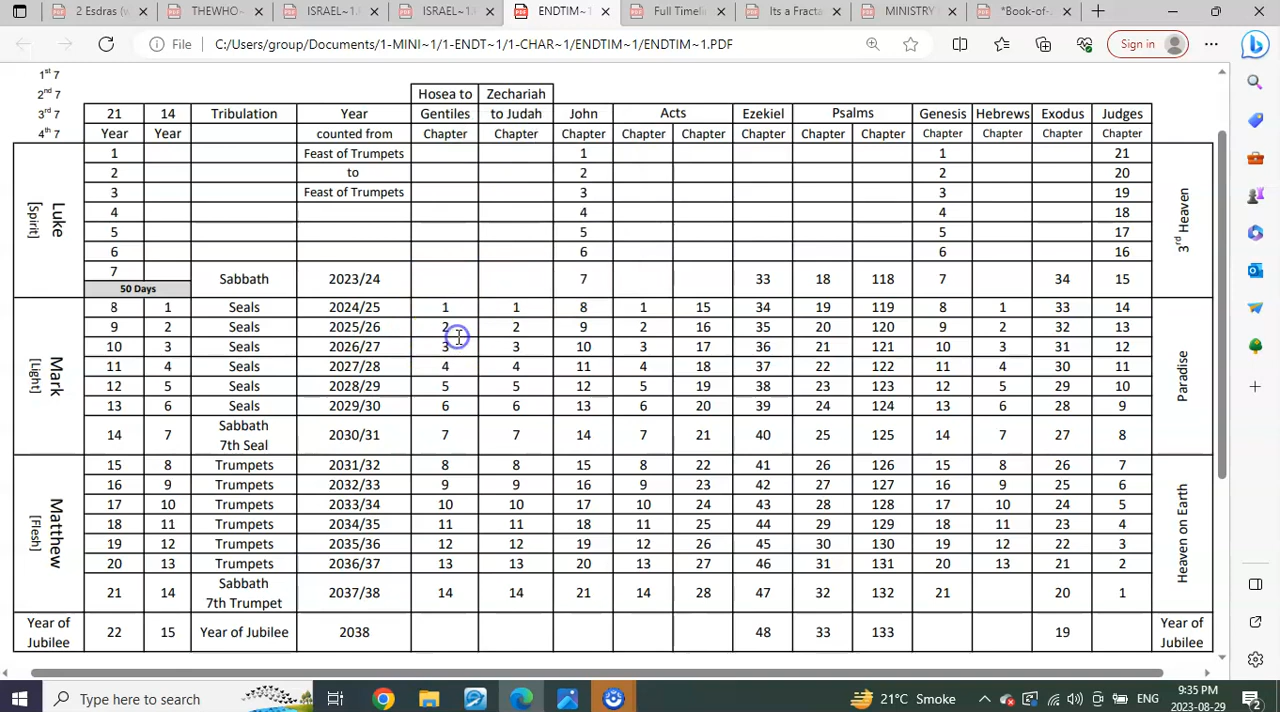 2 Esdras (w
THEWHO~
ISRAEL~1.
ISRAEL~1.
ENDTIM~1
Full Timeli
Its a Fracta
MINISTRY
*Book-of-
File
C:/Users/group/Documents/1-MINI~1/1-ENDT~1/1-CHAR~1/ENDTIM~1/ENDTIM~1.PDF
Sign in
1st 7
2nd 7 Hosea to Zechariah
3rd 7 21 14 Tribulation Year Gentiles to Judah John Acts Ezekiel Psalms Genesis Hebrews Exodus Judges
4th 7 Year Year counted from Chapter Chapter Chapter Chapter Chapter Chapter Chapter Chapter Chapter Chapter Chapter Chapter
Luke
[Spirit]
3rd Heaven
1 Feast of Trumpets 1 1 21
2 to 2 2 20
3 Feast of Trumpets 3 3 19
4 4 4 18
5 5 5 17
6 6 6 16
7 Sabbath 2023/24 7 33 18 118 7 34 15
50 Days
Mark
[Light]
Paradise
8 1 Seals 2024/25 1 1 8 1 15 34 19 119 8 1 33 14
9 2 Seals 2025/26 2 2 9 2 16 35 20 120 9 2 32 13
10 3 Seals 2026/27 3 3 10 3 17 36 21 121 10 3 31 12
11 4 Seals 2027/28 4 4 11 4 18 37 22 122 11 4 30 11
12 5 Seals 2028/29 5 5 12 5 19 38 23 123 12 5 29 10
13 6 Seals 2029/30 6 6 13 6 20 39 24 124 13 6 28 9
Sabbath
14 7 7th Seal 2030/31 7 7 14 7 21 40 25 125 14 7 27 8
Matthew
[Flesh]
Heaven on Earth
15 8 Trumpets 2031/32 8 8 15 8 22 41 26 126 15 8 26 7
16 9 Trumpets 2032/33 9 9 16 9 23 42 27 127 16 9 25 6
17 10 Trumpets 2033/34 10 10 17 10 24 43 28 128 17 10 24 5
18 11 Trumpets 2034/35 11 11 18 11 25 44 29 129 18 11 23 4
19 12 Trumpets 2035/36 12 12 19 12 26 45 30 130 19 12 22 3
20 13 Trumpets 2036/37 13 13 20 13 27 46 31 131 20 13 21 2
Sabbath
21 14 7th Trumpet 2037/38 14 14 21 14 28 47 32 132 21 20 1
Year of
Jubilee
22 15 Year of Jubilee 2038 48 33 133 19
Year of
Jubilee
Type here to search
21°C Smoke
ENG
9:35 PM
2023-08-29
2